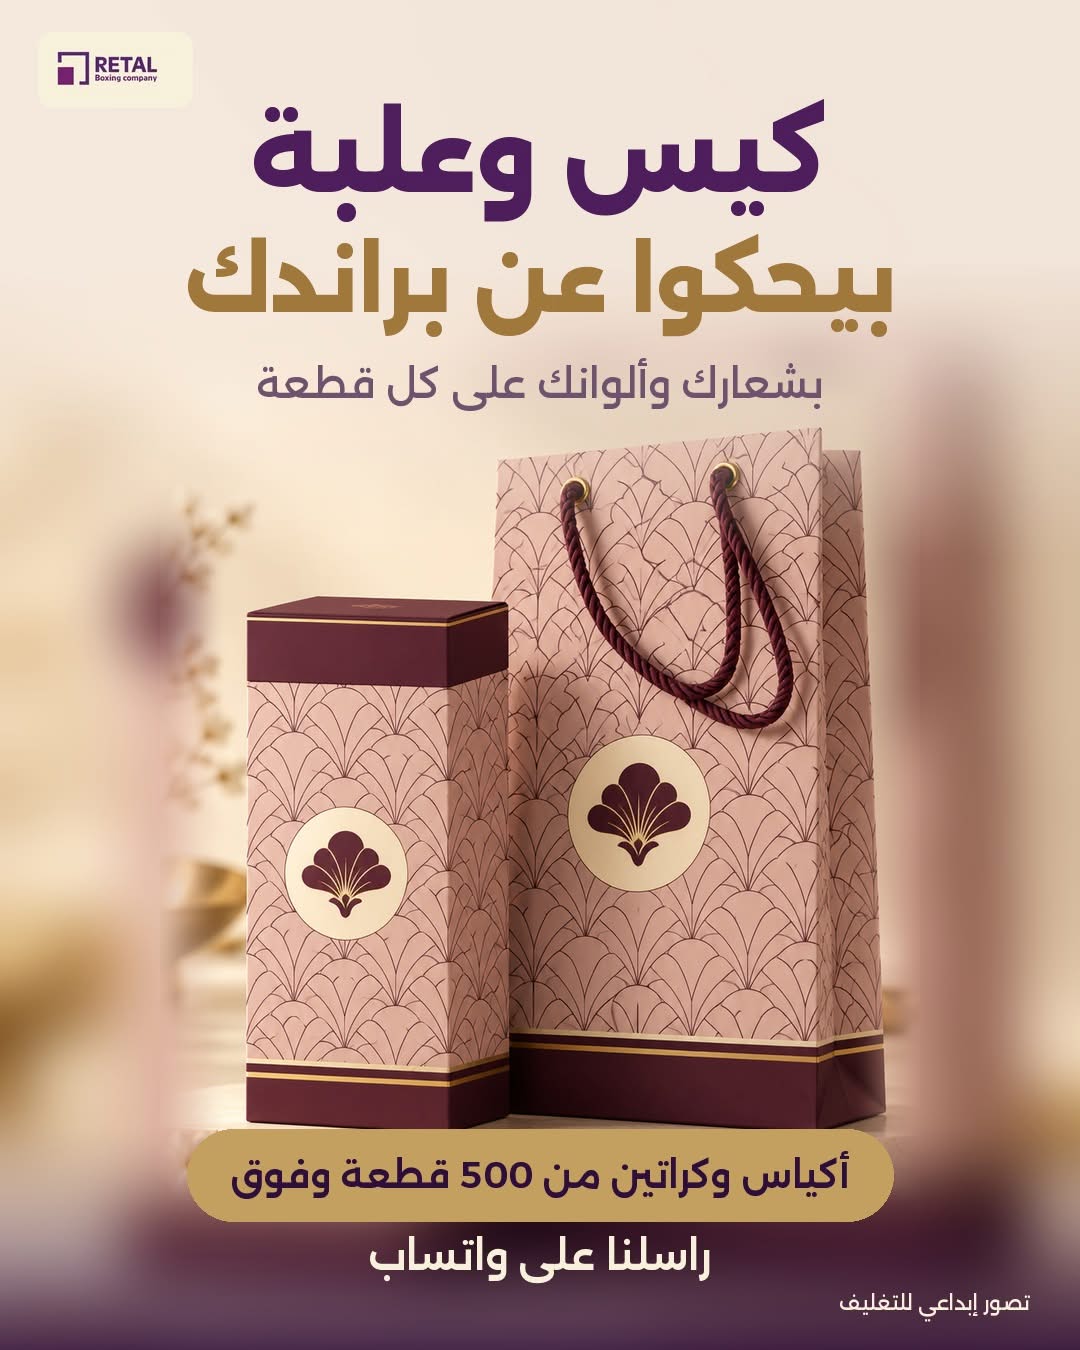 RETAL
Boxing company
كيس وعلبة
بيحكوا عن براندك
بشعارك وألوانك على كل قطعة
أكياس وكراتين من 500 قطعة وفوق
راسلنا على واتساب
تصور إبداعي للتغليف